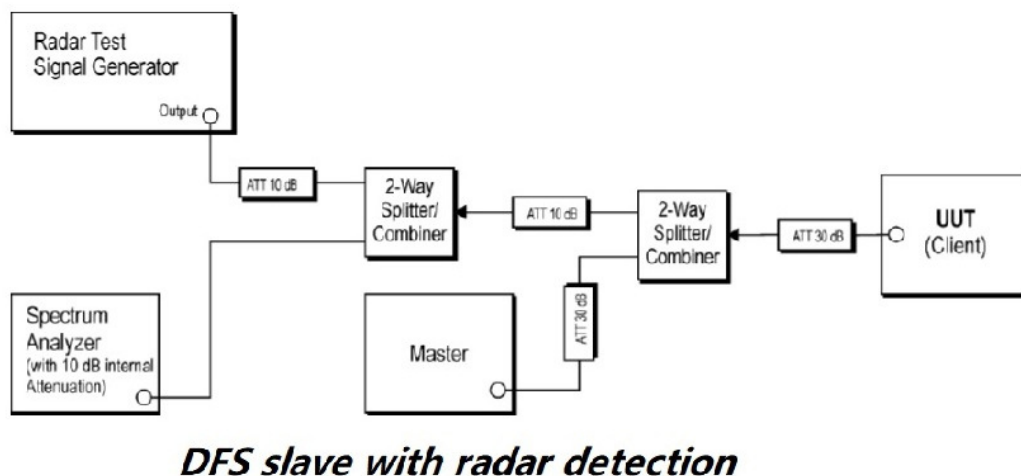 Radar Test
Signal Generator
Output
ATT 10 dB
2-Way
Splitter/
Combiner
ATT 10 dB
2-Way
Splitter/
Combiner
ATT 30 dB
UUT
(Client)
Spectrum
Analyzer
(with 10 dB internal
Attenuation)
Master
ATT 30 dB
DFS slave with radar detection